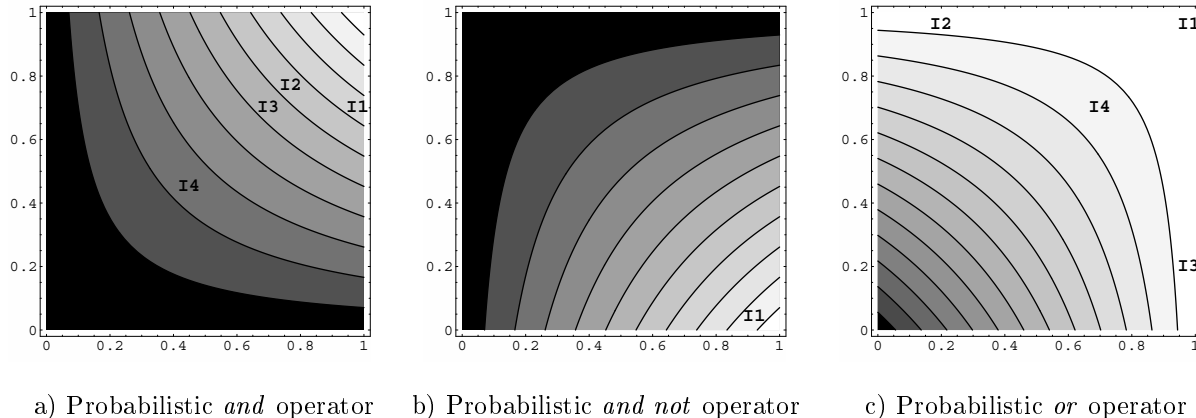 1
0.8
0.6
0.4
0.2
0
0 0.2 0.4 0.6 0.8 1
I2
I3
I1
I4
1
0.8
0.6
0.4
0.2
0
0 0.2 0.4 0.6 0.8 1
I1
1
0.8
0.6
0.4
0.2
0
0 0.2 0.4 0.6 0.8 1
I2
I1
I4
I3
a) Probabilistic and operator
b) Probabilistic and not operator
c) Probabilistic or operator